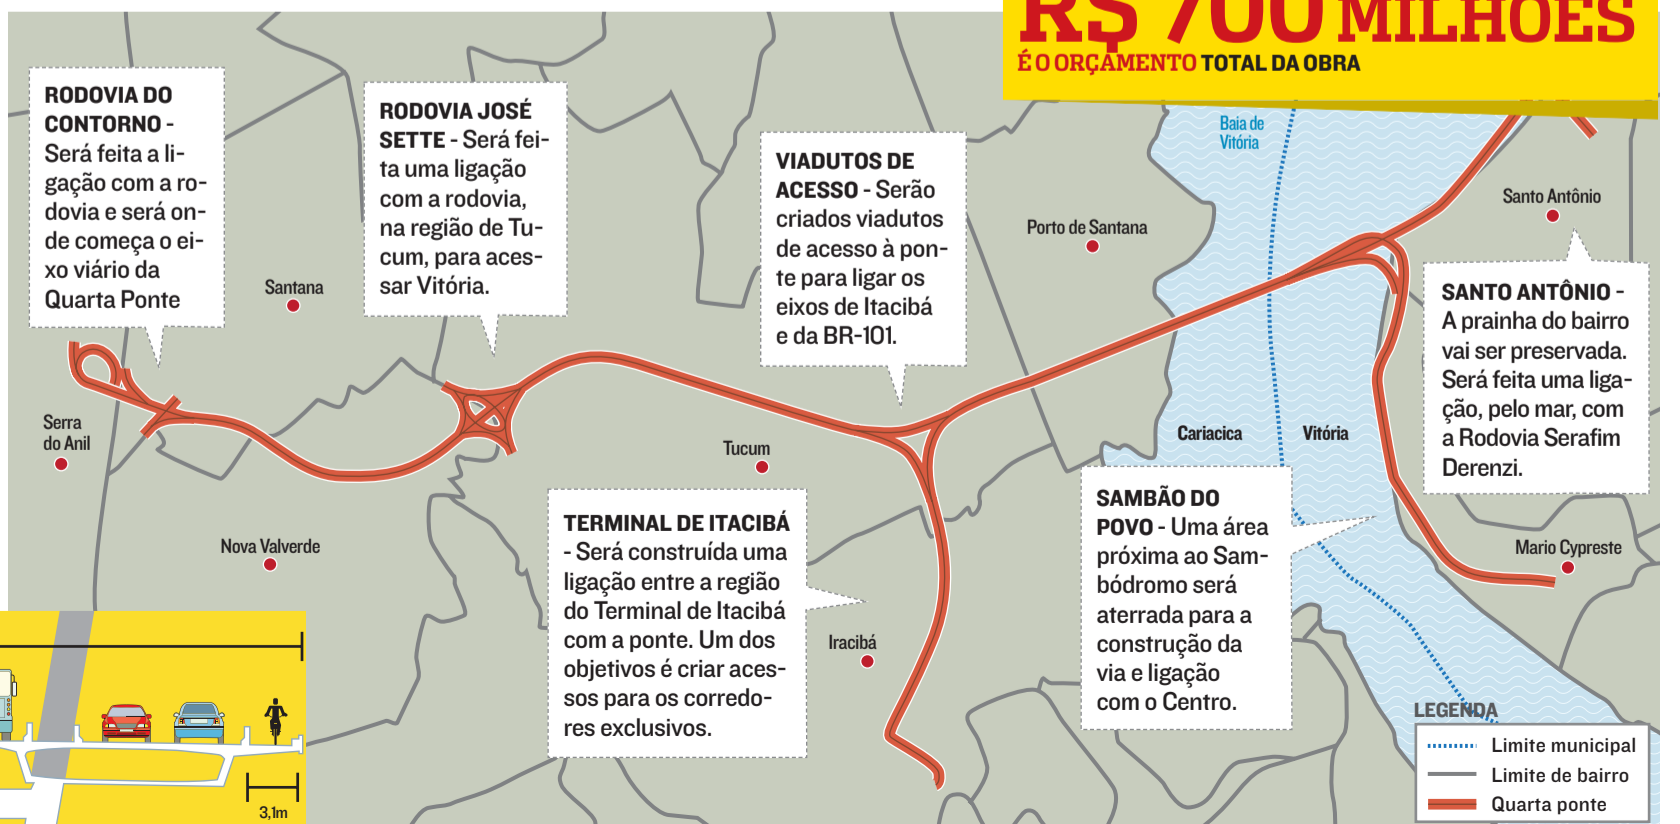 R$ 700 MILHÕES
É O ORÇAMENTO TOTAL DA OBRA
RODOVIA DO
CONTORNO -
Será feita a li-
gação com a ro-
dovia e será on-
de começa o ei-
xo viário da
Quarta Ponte
RODOVIA JOSÉ
SETTE - Será fei-
ta uma ligação
com a rodovia,
na região de Tu-
cum, para aces-
sar Vitória.
VIADUTOS DE
ACESSO - Serão
criados viadutos
de acesso à pon-
te para ligar os
eixos de Itacibá
e da BR-101.
Baia de
Vitória
Porto de Santana
Santo Antônio
SANTO ANTÔNIO -
A prainha do bairro
vai ser preservada.
Será feita uma liga-
ção, pelo mar, com
a Rodovia Serafim
Derenzi.
Santana
Serra
do Anil
Nova Valverde
Tucum
Cariacica
Vitória
TERMINAL DE ITACIBÁ
- Será construída uma
ligação entre a região
do Terminal de Itacibá
com a ponte. Um dos
objetivos é criar aces-
sos para os corredo-
res exclusivos.
Iracibá
SAMBÃO DO
POVO - Uma área
próxima ao Sam-
bódromo será
aterrada para a
construção da
via e ligação
com o Centro.
Mario Cypreste
3,1m
LEGENDA
Limite municipal
Limite de bairro
Quarta ponte